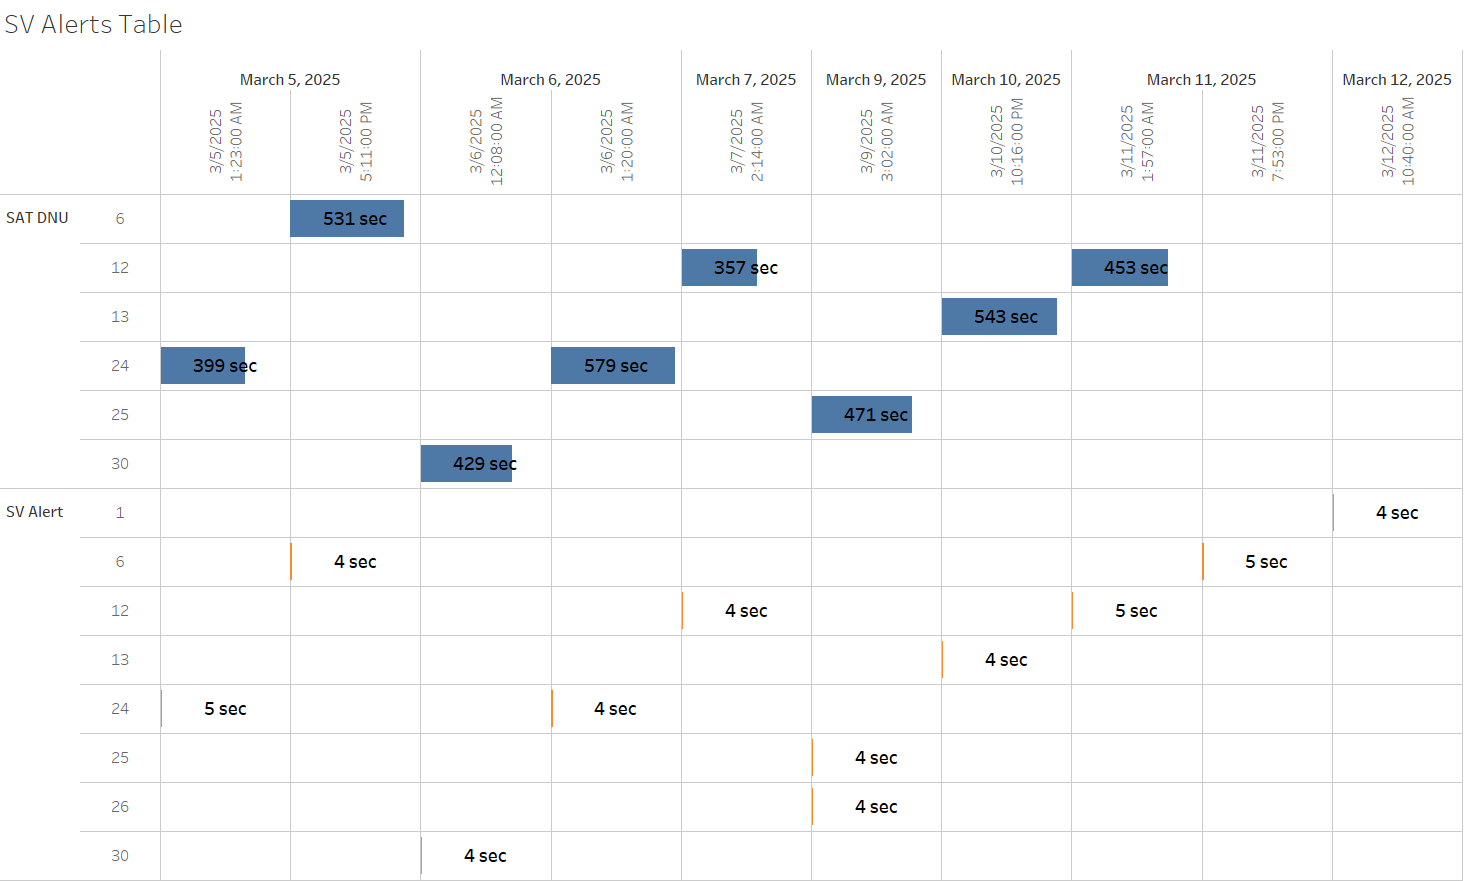 SV Alerts Table
March 5, 2025 March 6, 2025 March 7, 2025 March 9, 2025 March 10, 2025 March 11, 2025 March 12, 2025
3/5/2025 1:23:00 AM
3/5/2025 5:11:00 PM
3/6/2025 12:08:00 AM
3/6/2025 1:20:00 AM
3/7/2025 2:14:00 AM
3/9/2025 3:02:00 AM
3/10/2025 10:16:00 PM
3/11/2025 1:57:00 AM
3/11/2025 7:53:00 PM
3/12/2025 10:40:00 AM
SAT DNU 6 531 sec
12 357 sec 453 sec
13 543 sec
24 399 sec 579 sec
25 471 sec
30 429 sec
SV Alert 1 4 sec
6 4 sec 5 sec
12 4 sec 5 sec
13 4 sec
24 5 sec 4 sec
25 4 sec
26 4 sec
30 4 sec